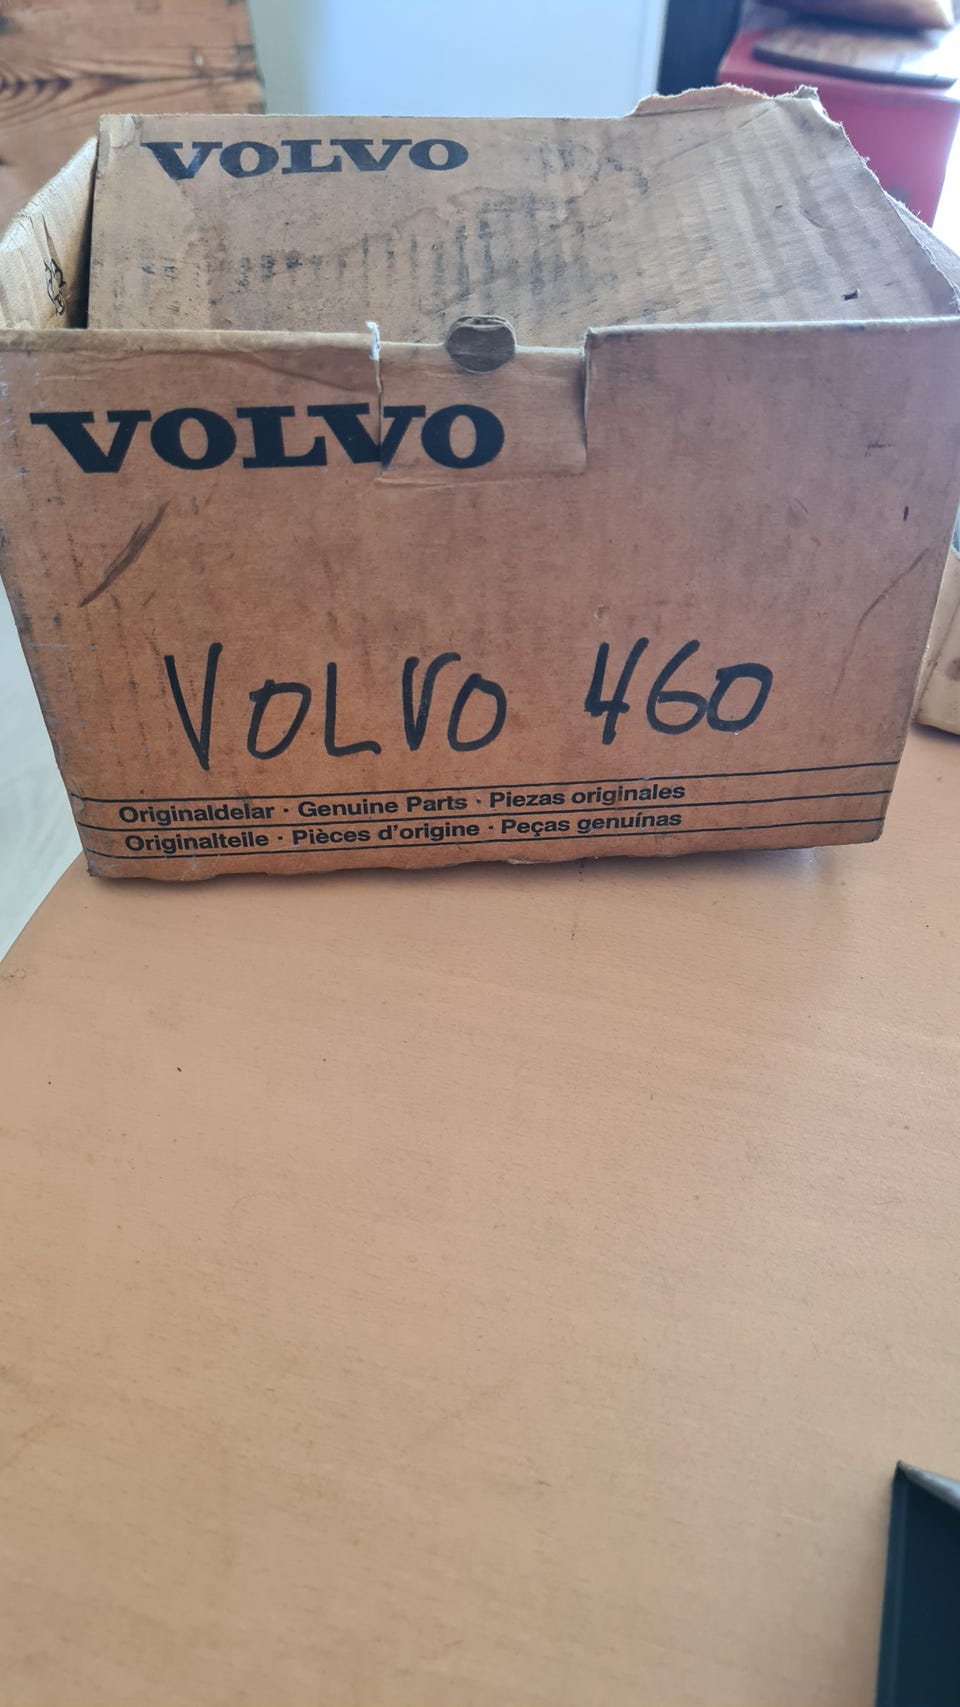 VOLVO
VOLVO
VOLVO 460
Originaldelar · Genuine Parts · Piezas originales
Originalteile · Pièces d'origine · Peças genuínas